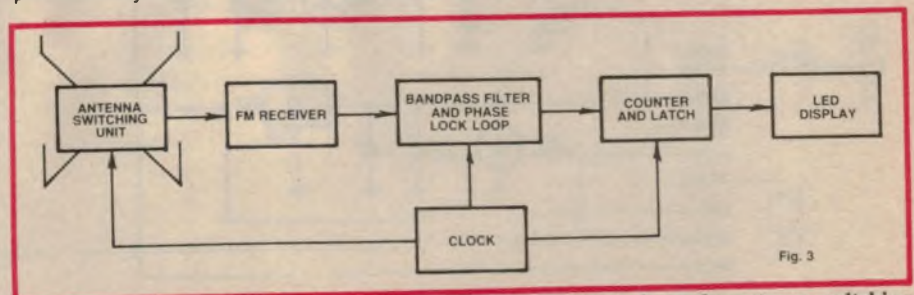 ANTENNA
SWITCHING
UNIT
FM RECEIVER
BANDPASS FILTER
AND PHASE
LOCK LOOP
COUNTER
AND LATCH
LED
DISPLAY
CLOCK
Fig. 3